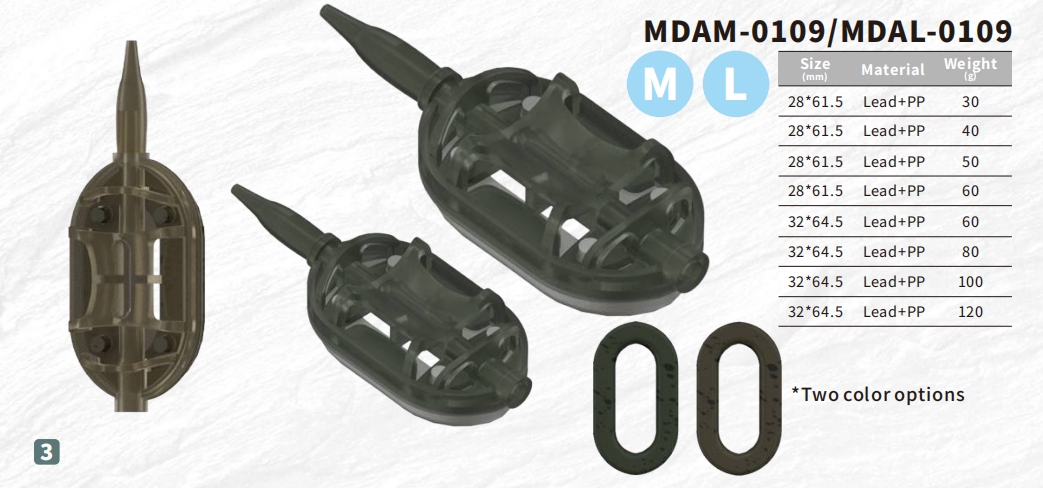 MDAM-0109/MDAL-0109
M L
Size Material Weight
(mm) (g)
28*61.5 Lead+PP 30
28*61.5 Lead+PP 40
28*61.5 Lead+PP 50
28*61.5 Lead+PP 60
32*64.5 Lead+PP 60
32*64.5 Lead+PP 80
32*64.5 Lead+PP 100
32*64.5 Lead+PP 120
*Two color options
3